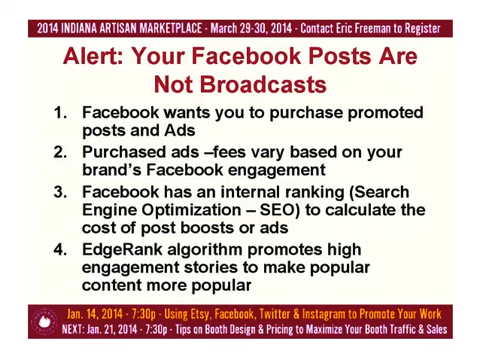 2014 INDIANA ARTISAN MARKETPLACE - March 29-30, 2014 - Contact Eric Freeman to Register
Alert: Your Facebook Posts Are
Not Broadcasts
1. Facebook wants you to purchase promoted
posts and Ads
2. Purchased ads –fees vary based on your
brand's Facebook engagement
3. Facebook has an internal ranking (Search
Engine Optimization – SEO) to calculate the
cost of post boosts or ads
4. EdgeRank algorithm promotes high
engagement stories to make popular
content more popular
Jan. 14, 2014 - 7:30p - Using Etsy, Facebook, Twitter & Instagram to Promote Your Work
NEXT: Jan. 21, 2014 - 7:30p - Tips on Booth Design & Pricing to Maximize Your Booth Traffic & Sales